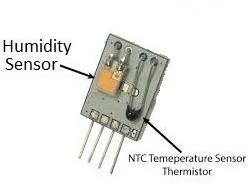 Humidity
Sensor
NTC Temeperature Sensor
Thermistor